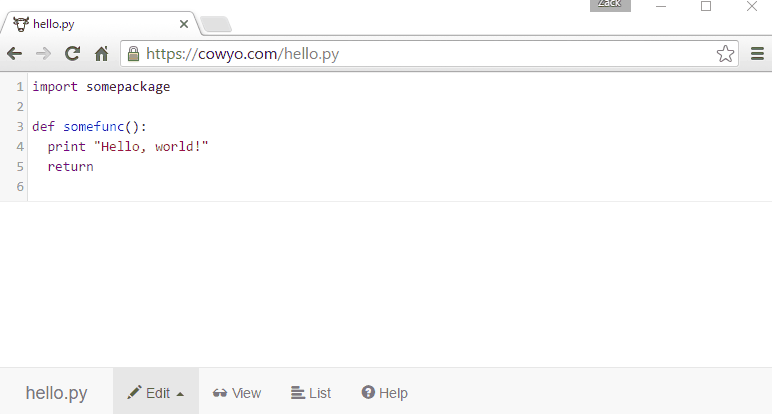 Zack
hello.py
https://cowyo.com/hello.py
1 import somepackage
2
3 def somefunc():
4   print "Hello, world!"
5   return
6
hello.py Edit View List Help